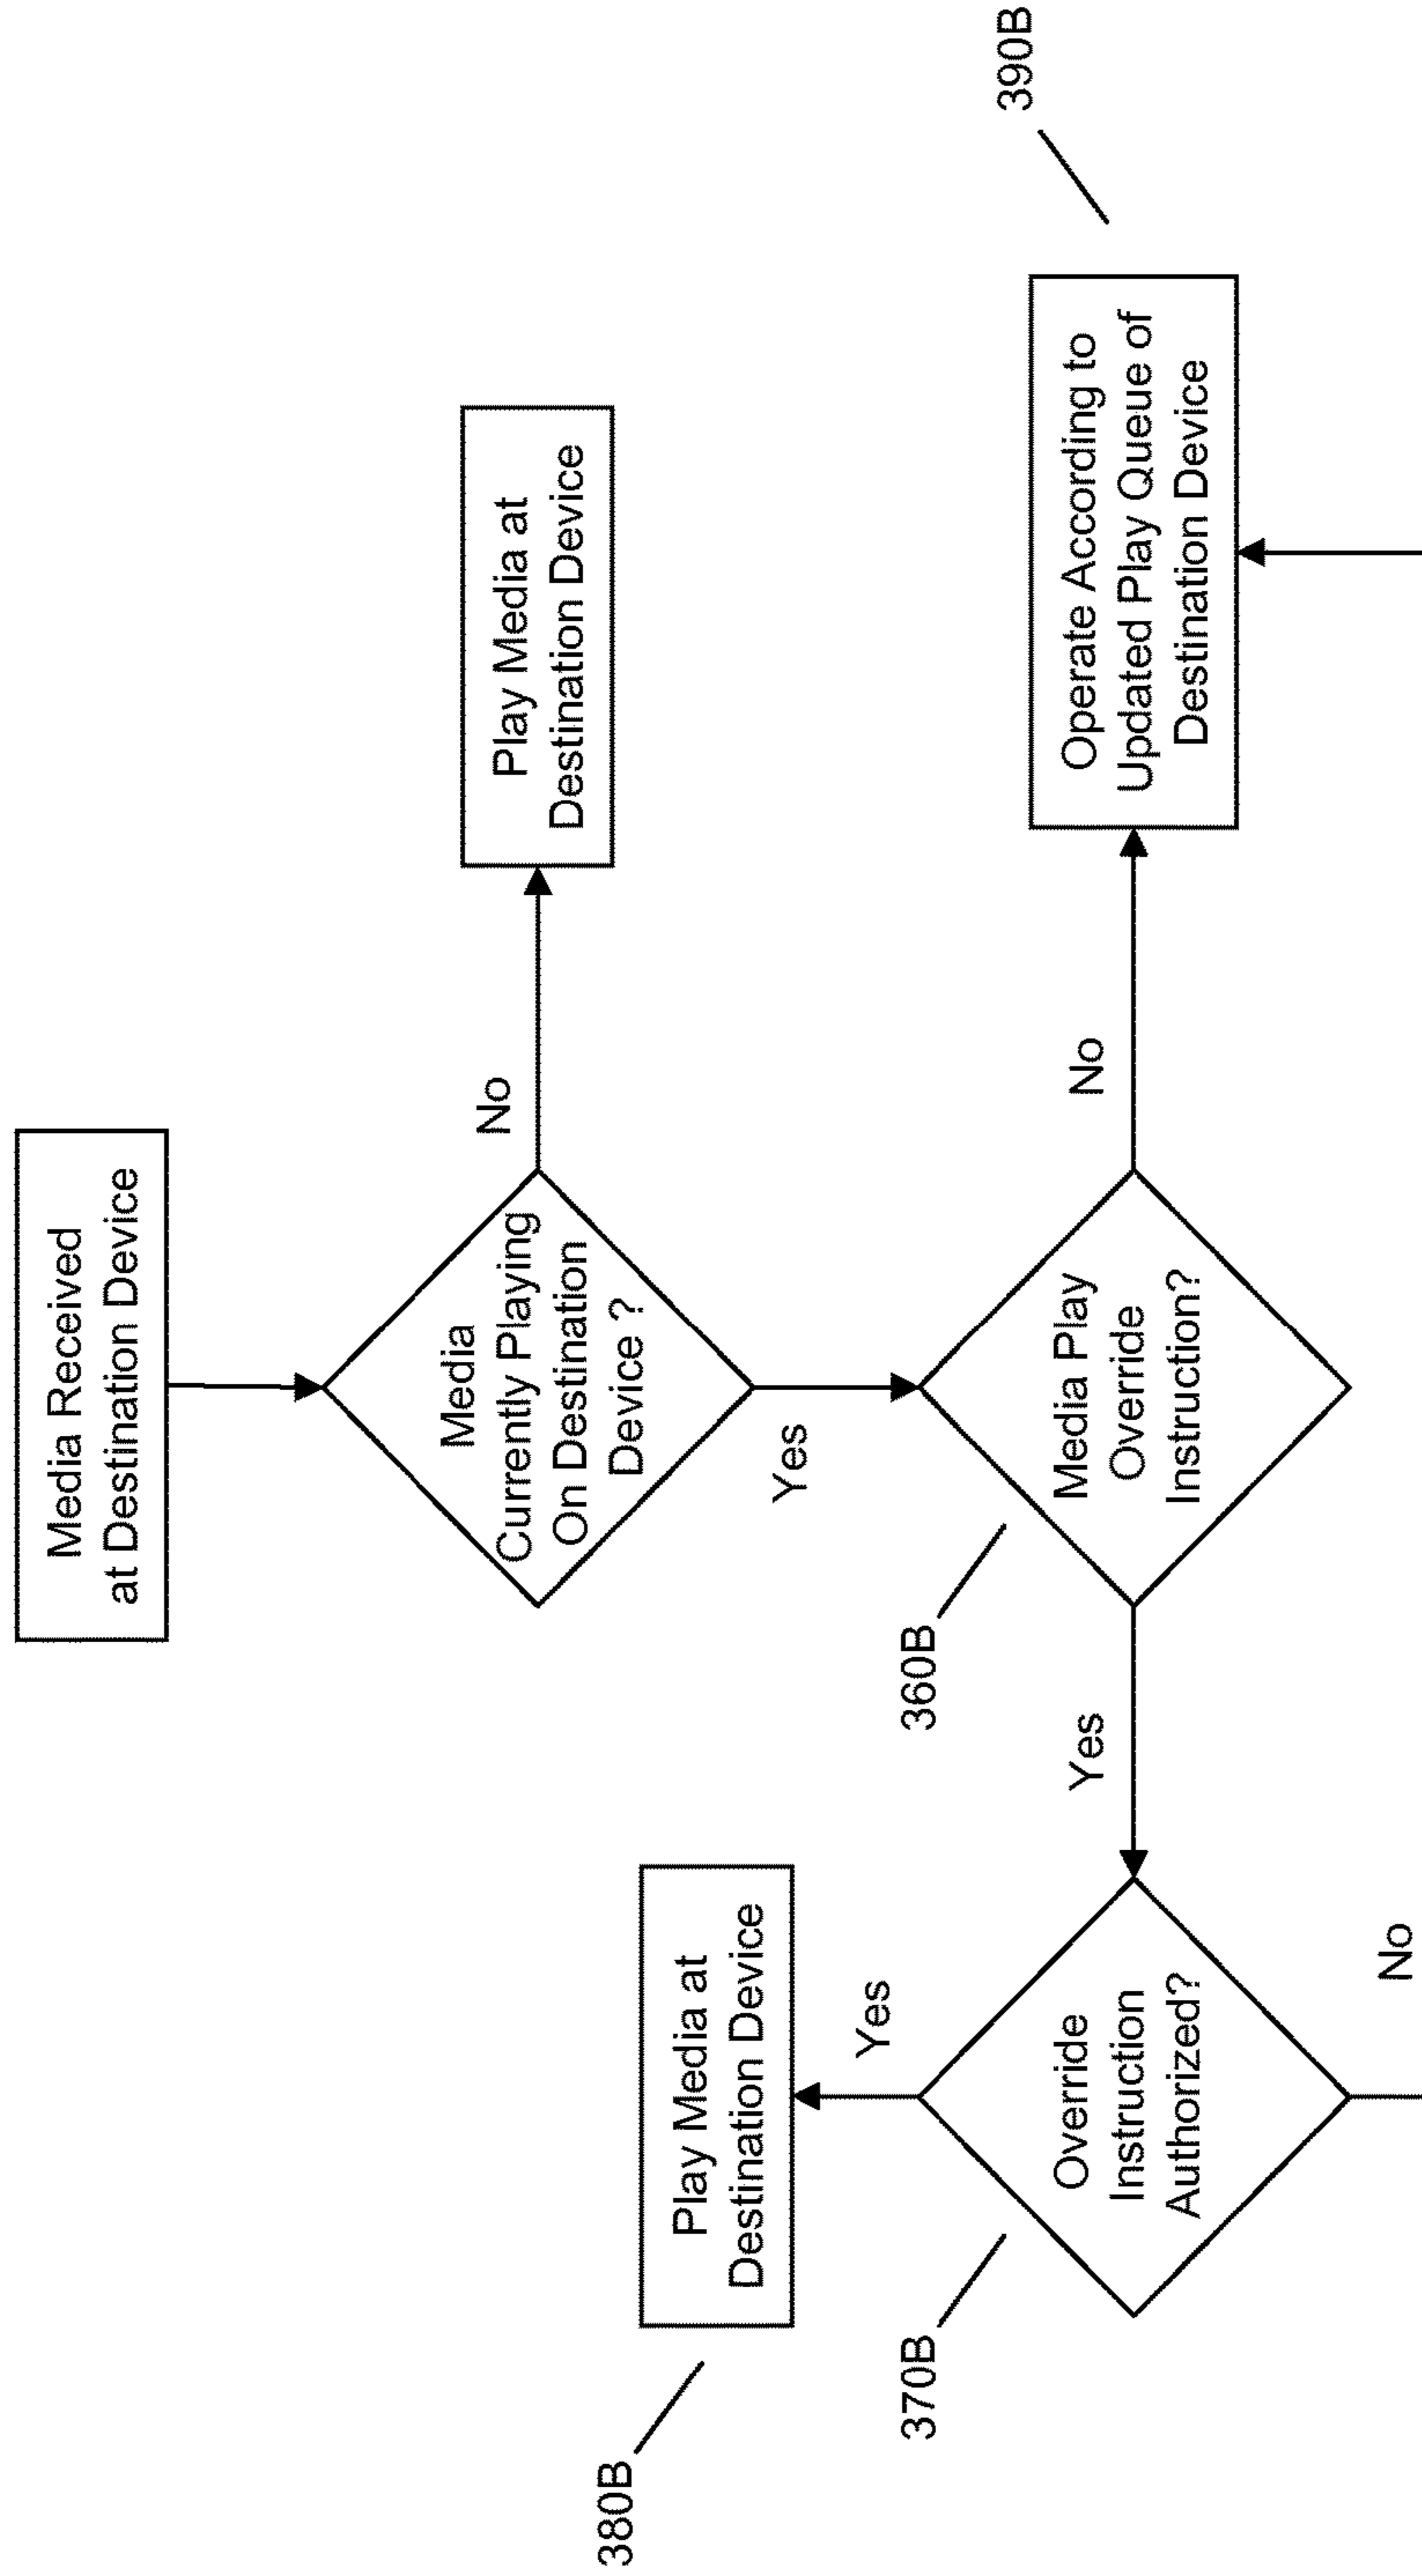 Media Received
at Destination Device
Media
Currently Playing
On Destination
Device ?
No
Play Media at
Destination Device
Yes
360B
Media Play
Override
Instruction?
No
390B
Operate According to
Updated Play Queue of
Destination Device
Yes
370B
Override
Instruction
Authorized?
Yes
380B
Play Media at
Destination Device
No